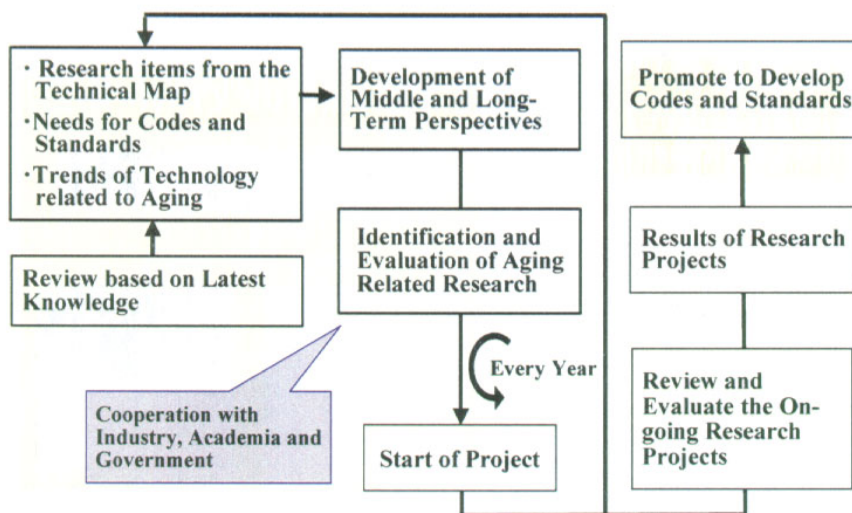 · Research items from the
Technical Map
·Needs for Codes and
Standards
·Trends of Technology
related to Aging
Review based on Latest
Knowledge
Development of
Middle and Long-
Term Perspectives
Identification and
Evaluation of Aging
Related Research
Every Year
Cooperation with
Industry, Academia and
Government
Start of Project
Promote to Develop
Codes and Standards
Results of Research
Projects
Review and
Evaluate the On-
going Research
Projects